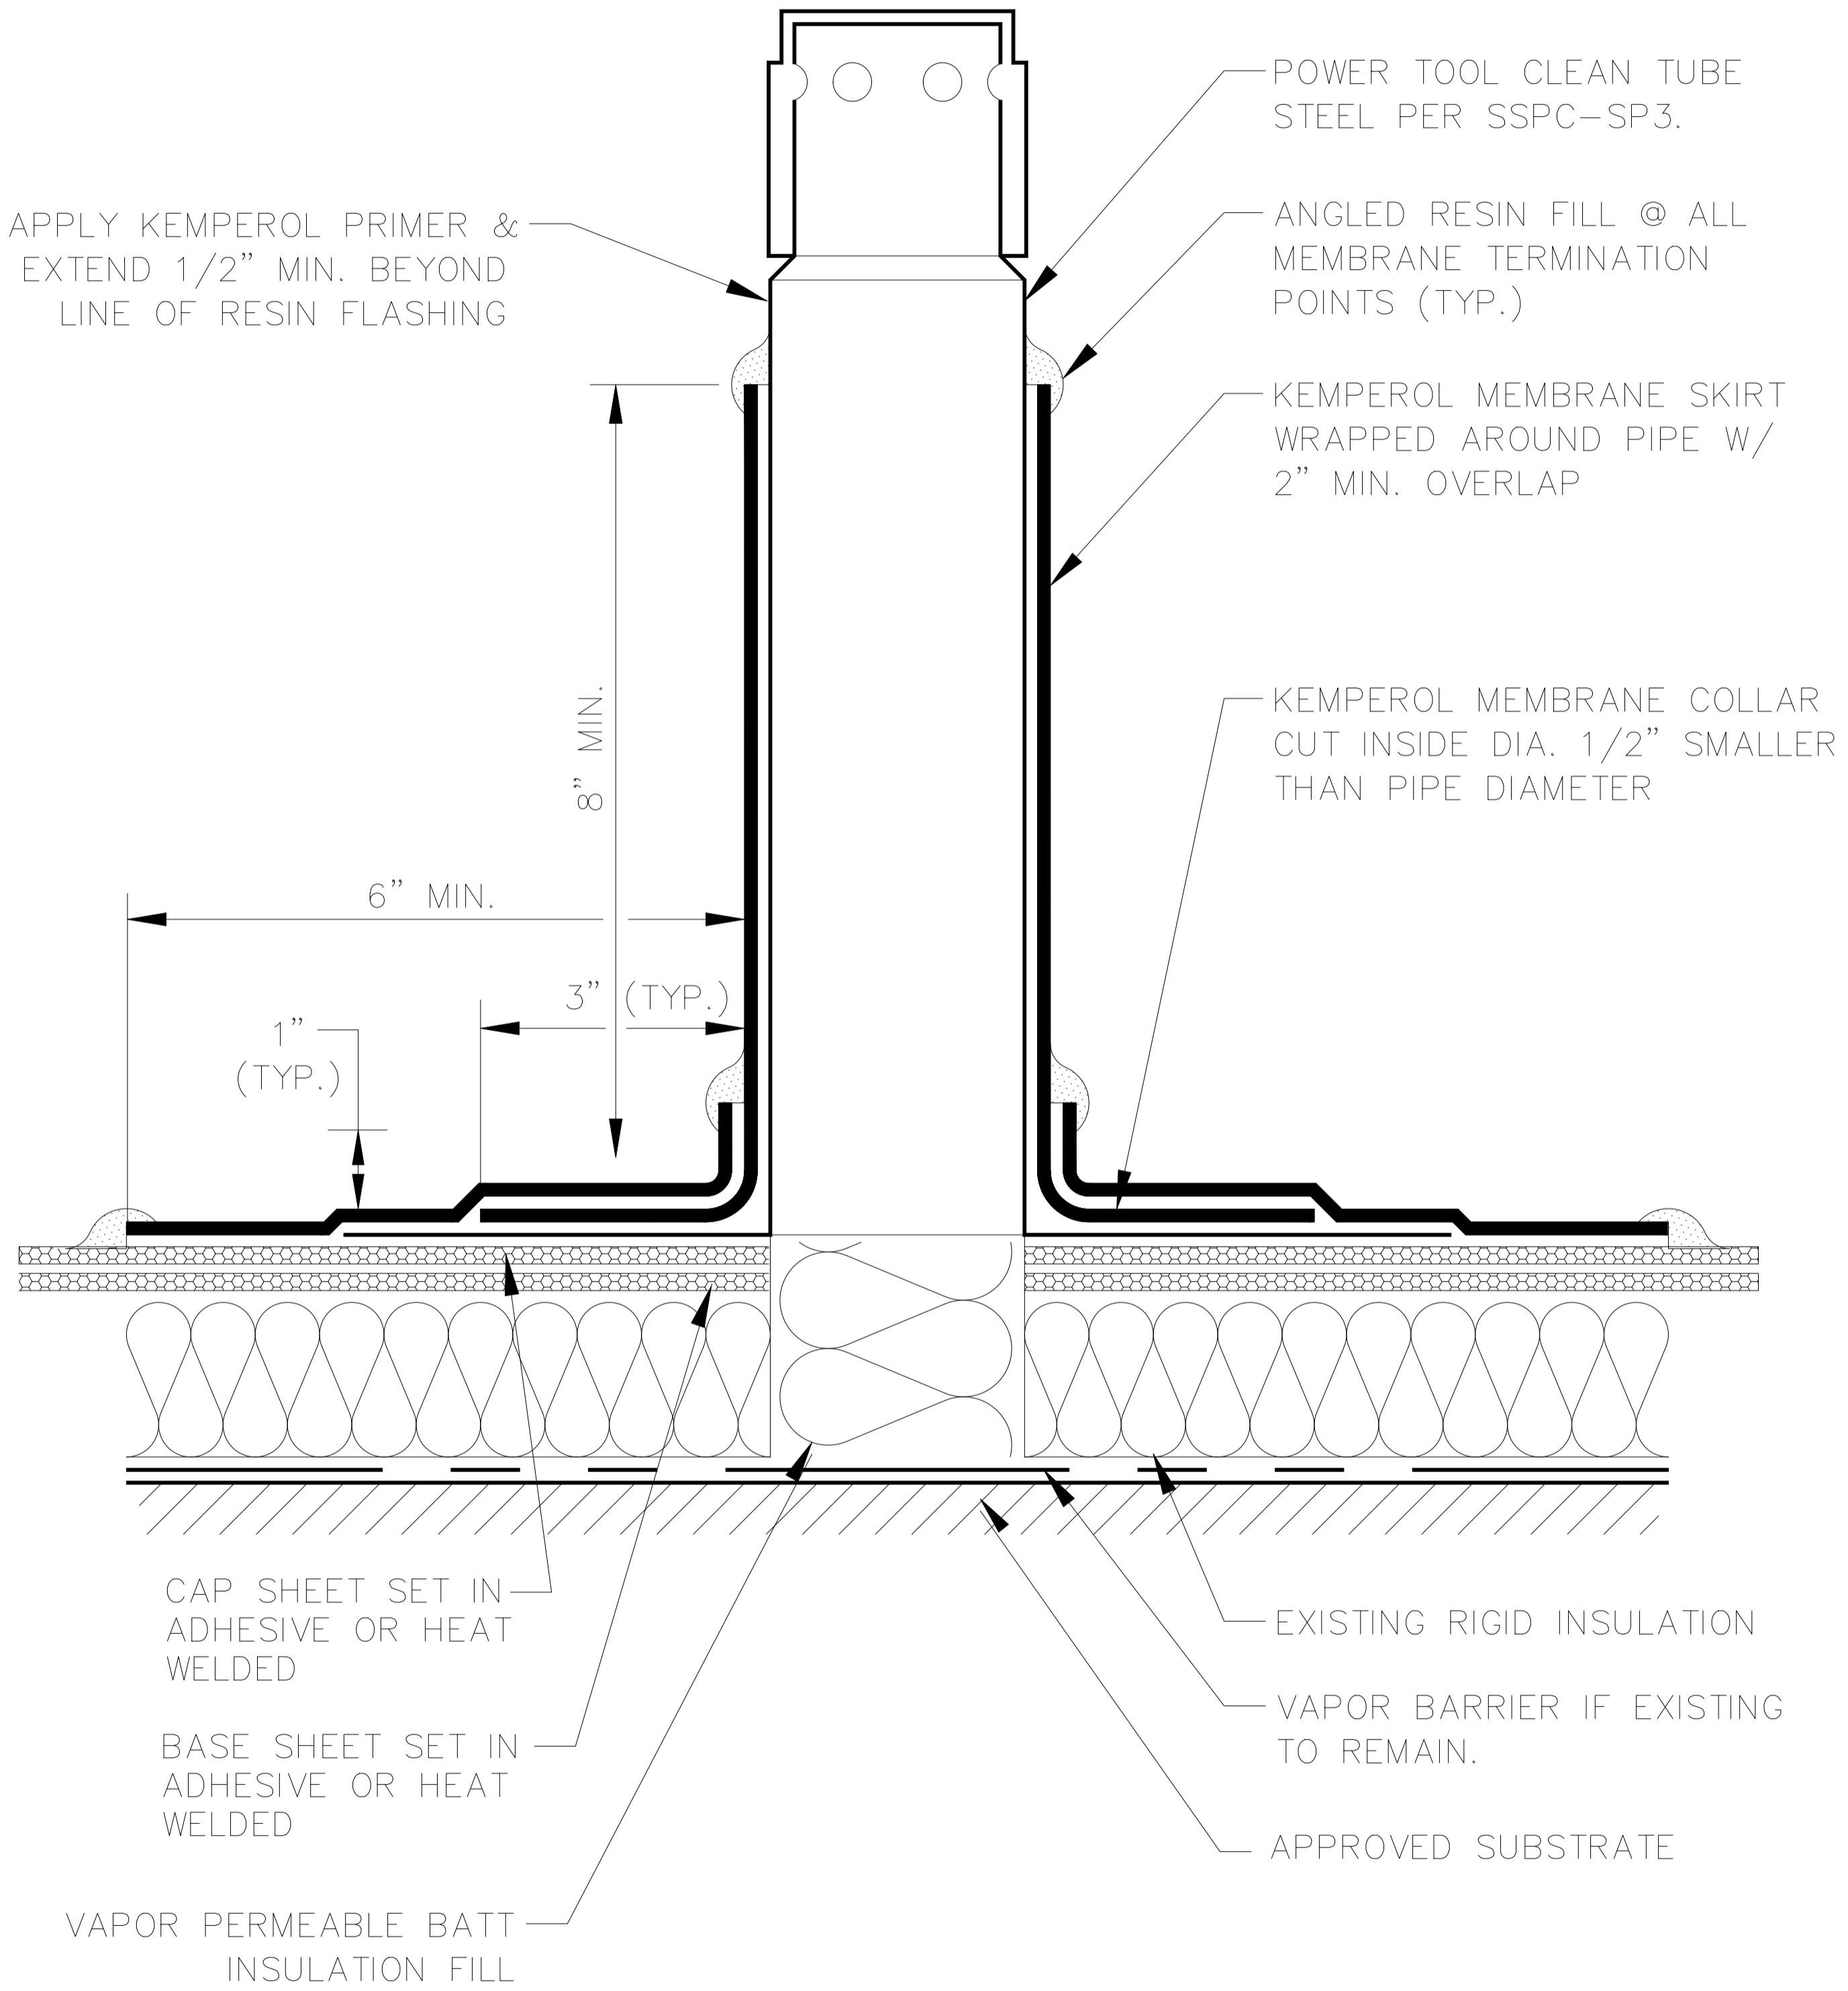 POWER TOOL CLEAN TUBE
STEEL PER SSPC-SP3.
APPLY KEMPEROL PRIMER &
EXTEND 1/2" MIN. BEYOND
LINE OF RESIN FLASHING
ANGLED RESIN FILL @ ALL
MEMBRANE TERMINATION
POINTS (TYP.)
KEMPEROL MEMBRANE SKIRT
WRAPPED AROUND PIPE W/
2" MIN. OVERLAP
8" MIN.
KEMPEROL MEMBRANE COLLAR
CUT INSIDE DIA. 1/2" SMALLER
THAN PIPE DIAMETER
6" MIN.
3" (TYP.)
1"
(TYP.)
CAP SHEET SET IN
ADHESIVE OR HEAT
WELDED
BASE SHEET SET IN
ADHESIVE OR HEAT
WELDED
VAPOR PERMEABLE BATT
INSULATION FILL
EXISTING RIGID INSULATION
VAPOR BARRIER IF EXISTING
TO REMAIN.
APPROVED SUBSTRATE